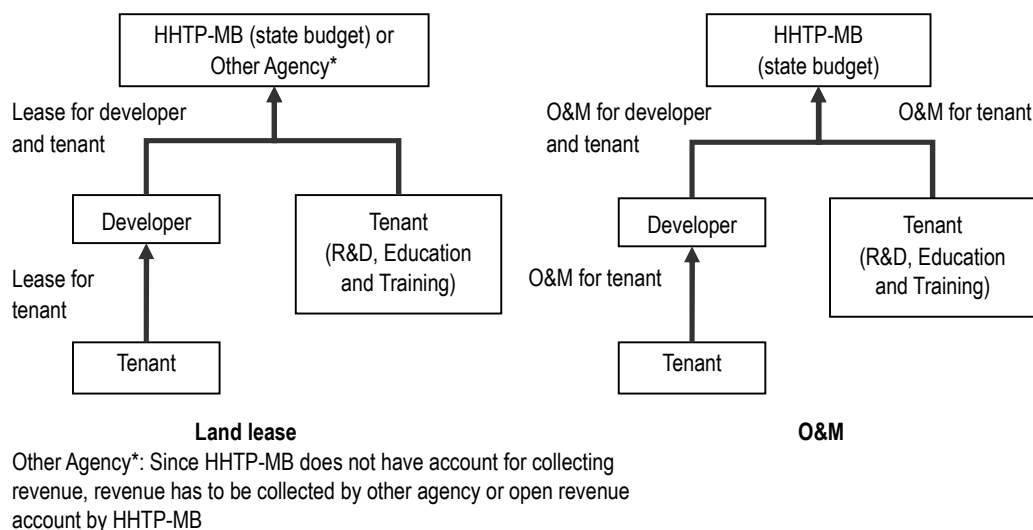 HHTP-MB (state budget) or
Other Agency*
Lease for developer
and tenant
Developer
Tenant
(R&D, Education
and Training)
Lease for
tenant
Tenant
Land lease
HHTP-MB
(state budget)
O&M for developer
and tenant
O&M for tenant
Developer
Tenant
(R&D, Education
and Training)
O&M for tenant
Tenant
O&M
Other Agency*: Since HHTP-MB does not have account for collecting
revenue, revenue has to be collected by other agency or open revenue
account by HHTP-MB